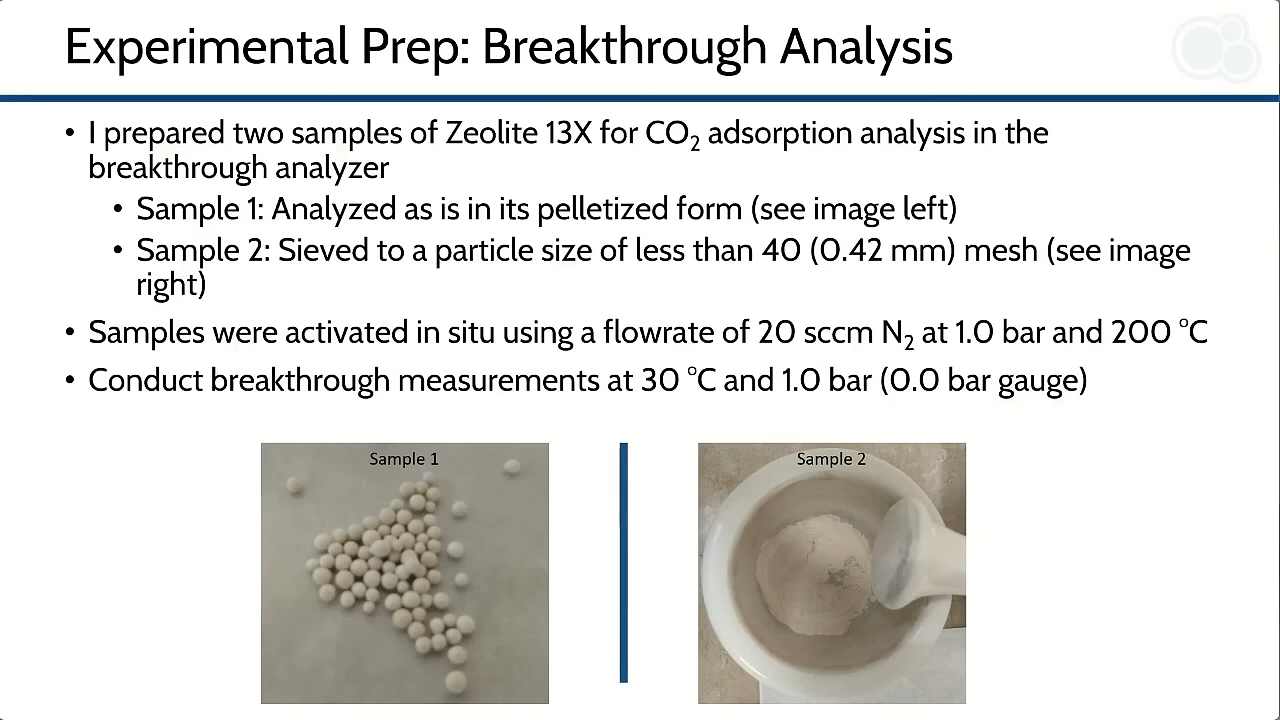 Experimental Prep: Breakthrough Analysis
• I prepared two samples of Zeolite 13X for CO₂ adsorption analysis in the
breakthrough analyzer
• Sample 1: Analyzed as is in its pelletized form (see image left)
• Sample 2: Sieved to a particle size of less than 40 (0.42 mm) mesh (see image
right)
• Samples were activated in situ using a flowrate of 20 sccm N₂ at 1.0 bar and 200 °C
• Conduct breakthrough measurements at 30 °C and 1.0 bar (0.0 bar gauge)
Sample 1
Sample 2